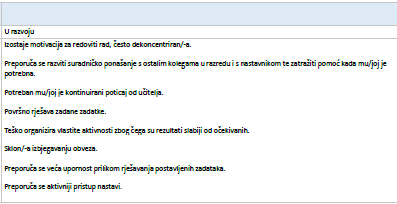 U razvoju
Izostaje motivacija za redoviti rad, često dekoncentriran/-a.
Preporuča se razviti suradničko ponašanje s ostalim kolegama u razredu i s nastavnikom te zatražiti pomoć kada mu/joj je
potrebna.
Potreban mu/joj je kontinuirani poticaj od učitelja.
Površno rješava zadane zadatke.
Teško organizira vlastite aktivnosti zbog čega su rezultati slabiji od očekivanih.
Sklon/-a izbjegavanju obveza.
Preporuča se veća upornost prilikom rješavanja postavljenih zadataka.
Preporuča se aktivniji pristup nastavi.